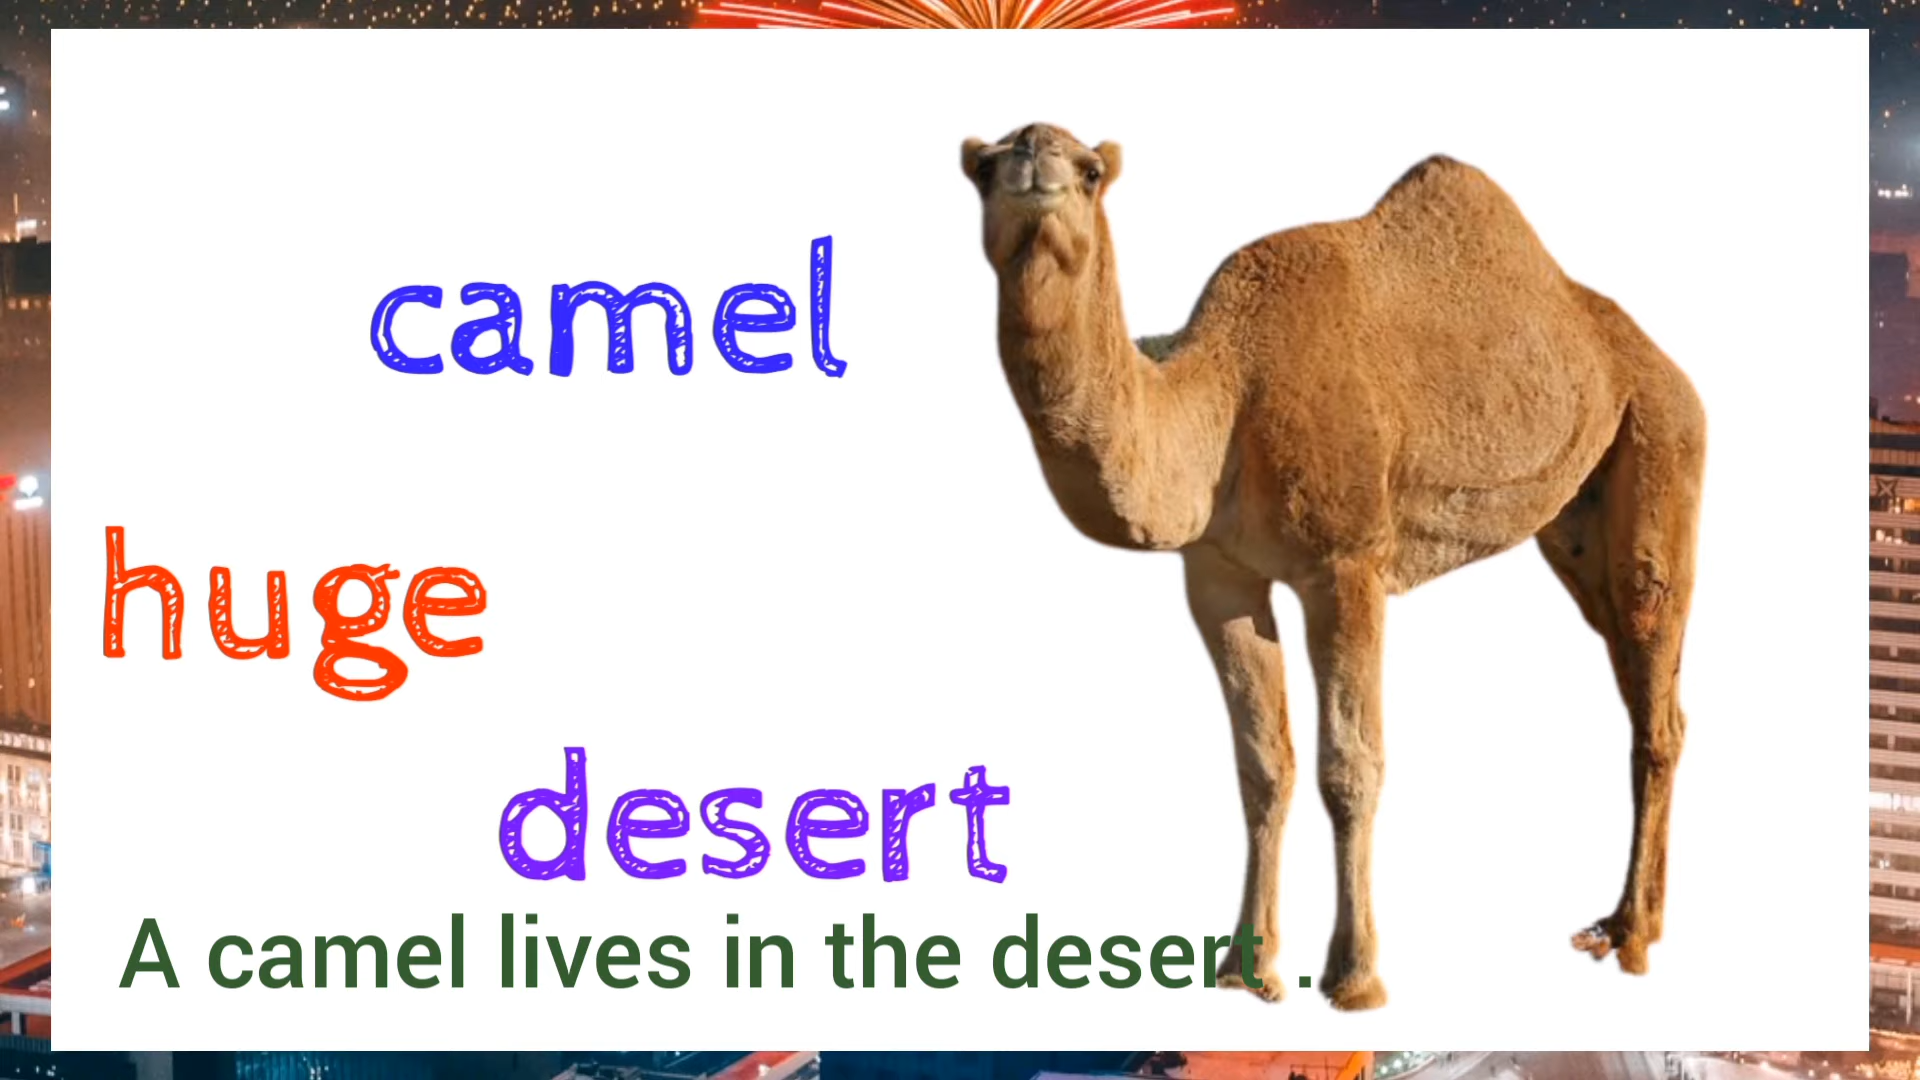 camel
huge
desert
A camel lives in the desert .